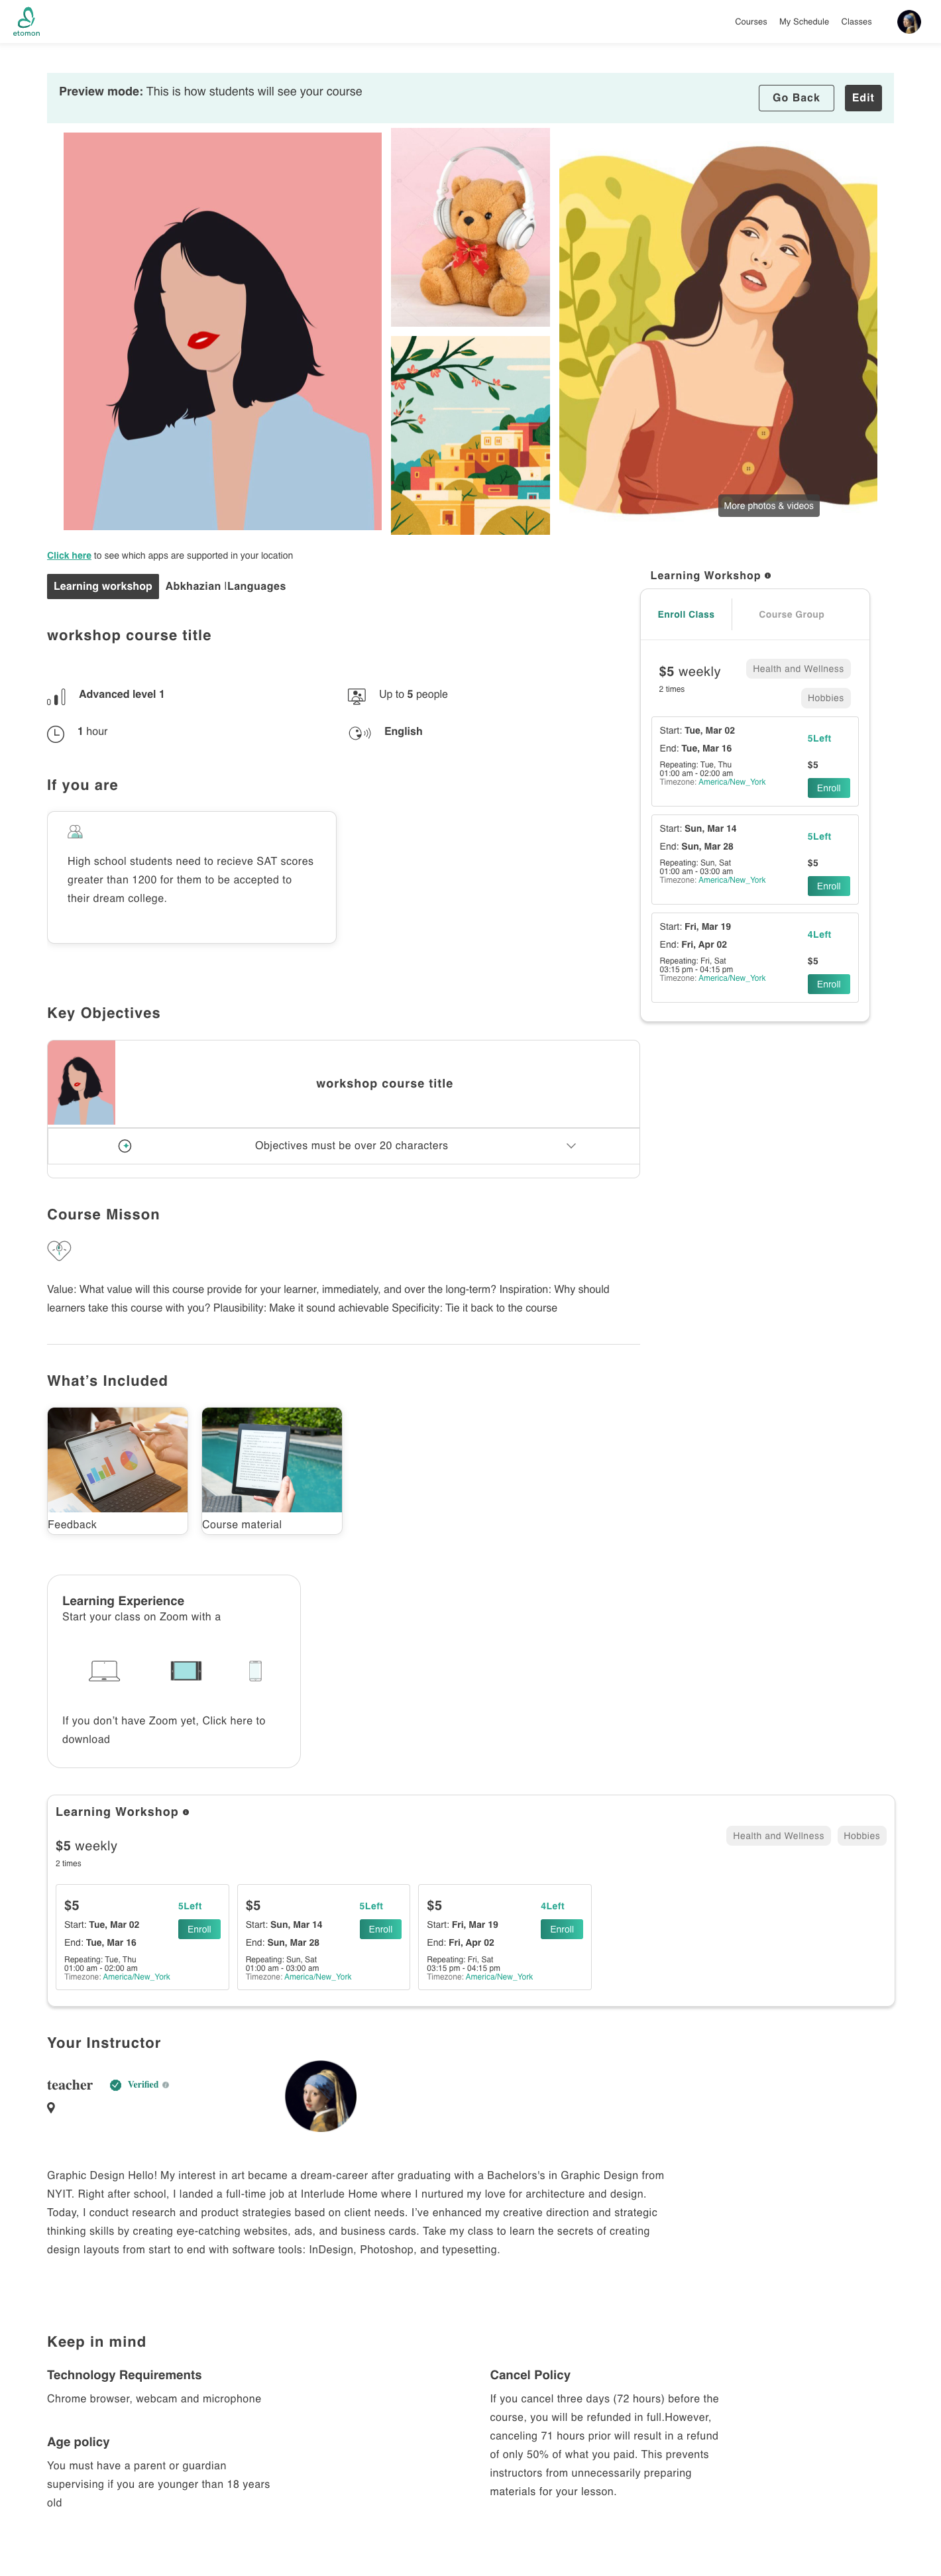 etomon
Courses My Schedule Classes
Preview mode: This is how students will see your course
Go Back Edit
More photos & videos
Click here to see which apps are supported in your location
Learning workshop Abkhazian |Languages
workshop course title
Advanced level 1
Up to 5 people
1 hour
English
If you are
High school students need to recieve SAT scores
greater than 1200 for them to be accepted to
their dream college.
Learning Workshop
Enroll Class Course Group
$5 weekly
2 times
Health and Wellness
Hobbies
Start: Tue, Mar 02
End: Tue, Mar 16
Repeating: Tue, Thu
01:00 am - 02:00 am
Timezone: America/New_York
5Left
$5
Enroll
Start: Sun, Mar 14
End: Sun, Mar 28
Repeating: Sun, Sat
01:00 am - 03:00 am
Timezone: America/New_York
5Left
$5
Enroll
Start: Fri, Mar 19
End: Fri, Apr 02
Repeating: Fri, Sat
03:15 pm - 04:15 pm
Timezone: America/New_York
4Left
$5
Enroll
Key Objectives
workshop course title
Objectives must be over 20 characters
Course Misson
Value: What value will this course provide for your learner, immediately, and over the long-term? Inspiration: Why should
learners take this course with you? Plausibility: Make it sound achievable Specificity: Tie it back to the course
What's Included
Feedback
Course material
Learning Experience
Start your class on Zoom with a
If you don't have Zoom yet, Click here to
download
Learning Workshop
$5 weekly
2 times
Health and Wellness Hobbies
$5
5Left
Start: Tue, Mar 02
Enroll
End: Tue, Mar 16
Repeating: Tue, Thu
01:00 am - 02:00 am
Timezone: America/New_York
$5
5Left
Start: Sun, Mar 14
Enroll
End: Sun, Mar 28
Repeating: Sun, Sat
01:00 am - 03:00 am
Timezone: America/New_York
$5
4Left
Start: Fri, Mar 19
Enroll
End: Fri, Apr 02
Repeating: Fri, Sat
03:15 pm - 04:15 pm
Timezone: America/New_York
Your Instructor
teacher Verified
Graphic Design Hello! My interest in art became a dream-career after graduating with a Bachelors's in Graphic Design from
NYIT. Right after school, I landed a full-time job at Interlude Home where I nurtured my love for architecture and design.
Today, I conduct research and product strategies based on client needs. I've enhanced my creative direction and strategic
thinking skills by creating eye-catching websites, ads, and business cards. Take my class to learn the secrets of creating
design layouts from start to end with software tools: InDesign, Photoshop, and typesetting.
Keep in mind
Technology Requirements
Chrome browser, webcam and microphone
Age policy
You must have a parent or guardian
supervising if you are younger than 18 years
old
Cancel Policy
If you cancel three days (72 hours) before the
course, you will be refunded in full.However,
canceling 71 hours prior will result in a refund
of only 50% of what you paid. This prevents
instructors from unnecessarily preparing
materials for your lesson.